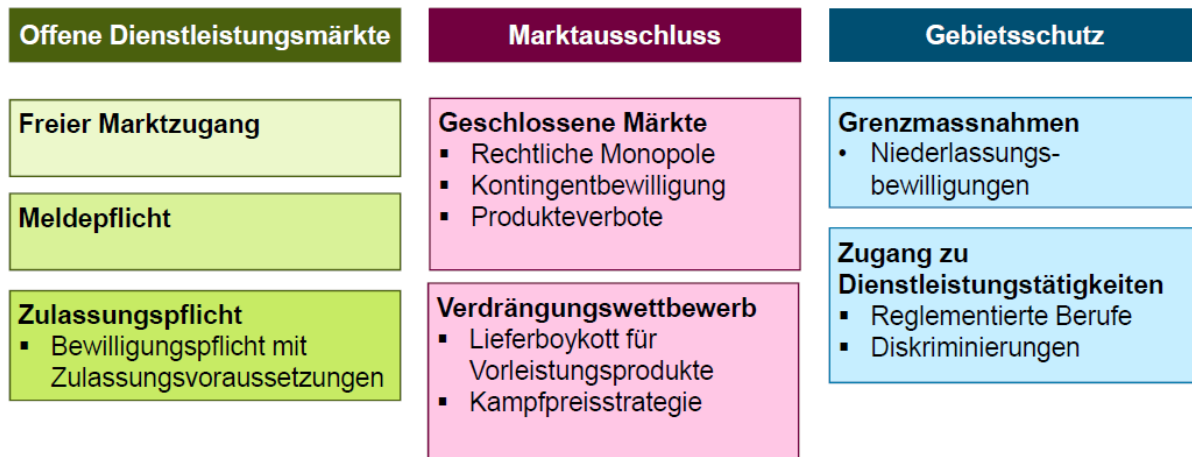 Offene Dienstleistungsmärkte
Freier Marktzugang
Meldepflicht
Zulassungspflicht
▪ Bewilligungspflicht mit
Zulassungsvoraussetzungen
Marktausschluss
Geschlossene Märkte
▪ Rechtliche Monopole
▪ Kontingentbewilligung
▪ Produkteverbote
Verdrängungswettbewerb
▪ Lieferboykott für
Vorleistungsprodukte
▪ Kampfpreisstrategie
Gebietsschutz
Grenzmassnahmen
• Niederlassungs-
bewilligungen
Zugang zu
Dienstleistungstätigkeiten
▪ Reglementierte Berufe
▪ Diskriminierungen